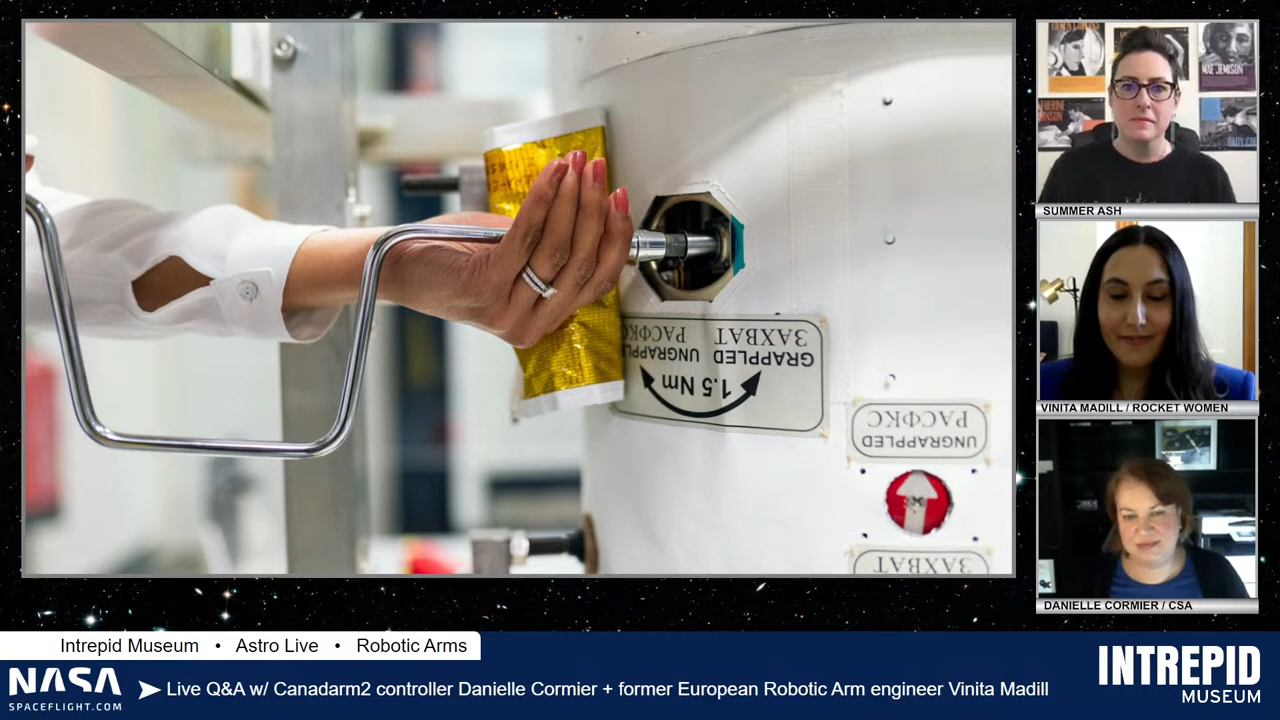 MAE JEMISON
SUMMER ASH
1.5 Nm
GRAPPLED UNGRAPPLED
ЗАХВАТ РАСФКС
UNGRAPPLED
РАСФКС
ЗАХВАТ
VINITA MADILL / ROCKET WOMEN
DANIELLE CORMIER / CSA
Intrepid Museum • Astro Live • Robotic Arms
NASA
SPACEFLIGHT.COM
Live Q&A w/ Canadarm2 controller Danielle Cormier + former European Robotic Arm engineer Vinita Madill
INTREPID
MUSEUM